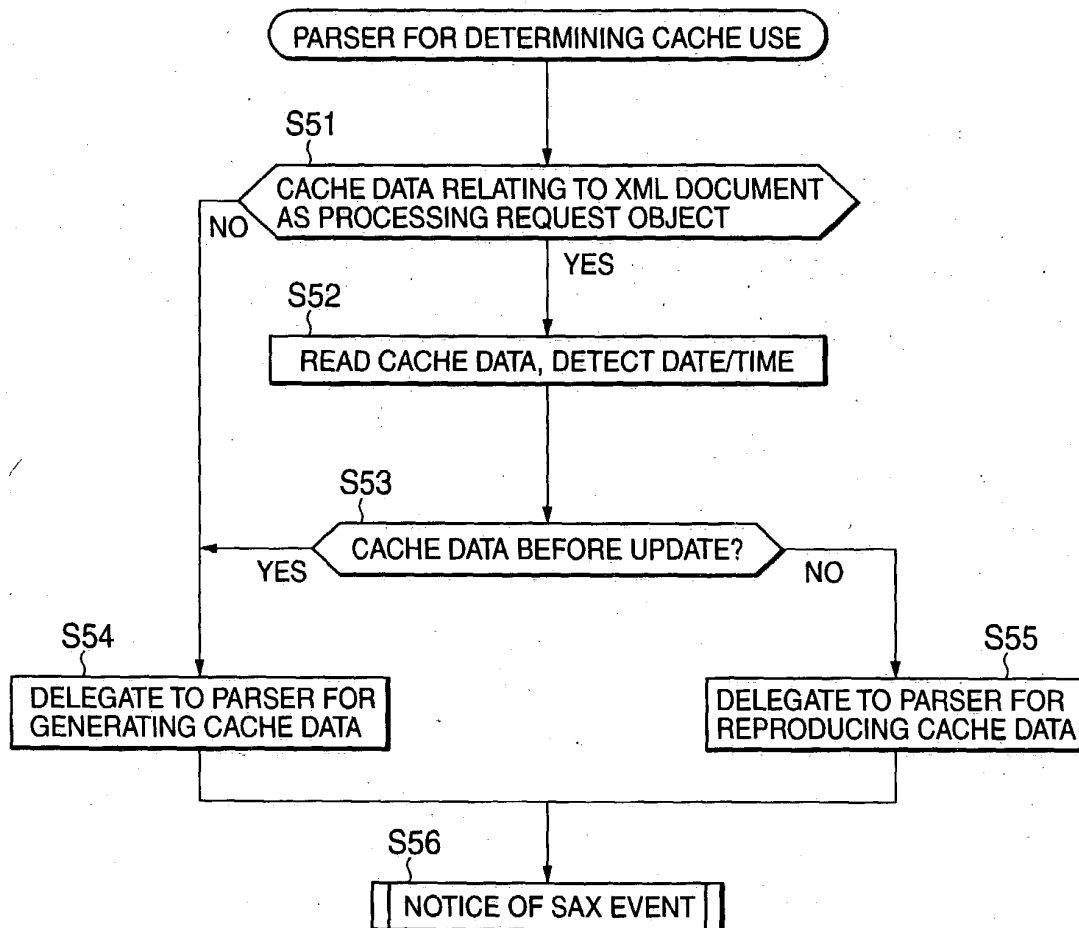 PARSER FOR DETERMINING CACHE USE
S51
CACHE DATA RELATING TO XML DOCUMENT
AS PROCESSING REQUEST OBJECT
NO
YES
S52
READ CACHE DATA, DETECT DATE/TIME
S53
CACHE DATA BEFORE UPDATE?
YES
NO
S54
DELEGATE TO PARSER FOR
GENERATING CACHE DATA
S55
DELEGATE TO PARSER FOR
REPRODUCING CACHE DATA
S56
NOTICE OF SAX EVENT